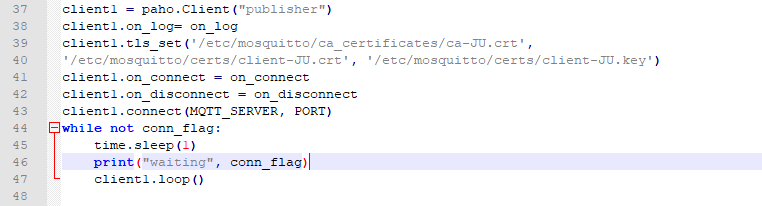 37 client1 = paho.Client("publisher")
38 client1.on_log= on_log
39 client1.tls_set('/etc/mosquitto/ca_certificates/ca-JU.crt',
40 '/etc/mosquitto/certs/client-JU.crt', '/etc/mosquitto/certs/client-JU.key')
41 client1.on_connect = on_connect
42 client1.on_disconnect = on_disconnect
43 client1.connect(MQTT_SERVER, PORT)
44 while not conn_flag:
45     time.sleep(1)
46     print("waiting", conn_flag)
47     client1.loop()
48